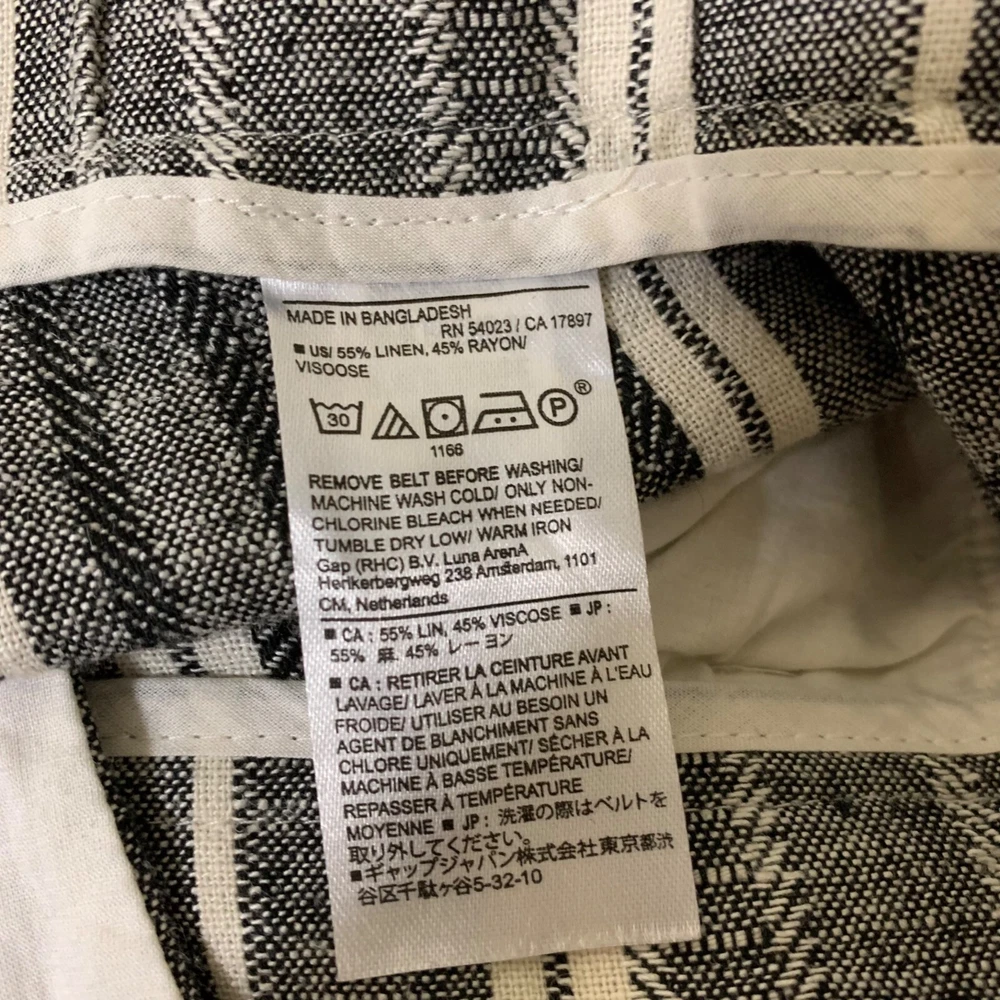 MADE IN BANGLADESH
RN 54023 / CA 17897
■ US/ 55% LINEN, 45% RAYON/
VISOOSE
30 P ®
1166
REMOVE BELT BEFORE WASHING/
MACHINE WASH COLD/ ONLY NON-
CHLORINE BLEACH WHEN NEEDED/
TUMBLE DRY LOW/ WARM IRON
Gap (RHC) B.V. Luna ArenA
Herikerbergweg 238 Amsterdam, 1101
CM, Netherlands
■ CA : 55% LIN, 45% VISCOSE ■ JP :
55% 麻. 45% レーヨン
■ CA : RETIRER LA CEINTURE AVANT
LAVAGE/ LAVER À LA MACHINE À L'EAU
FROIDE/ UTILISER AU BESOIN UN
AGENT DE BLANCHIMENT SANS
CHLORE UNIQUEMENT/ SÉCHER À LA
MACHINE À BASSE TEMPÉRATURE/
REPASSER À TEMPÉRATURE
MOYENNE ■ JP : 洗濯の際はベルトを
取り外してください。
■ギャップジャパン株式会社東京都渋
谷区千駄ヶ谷5-32-10